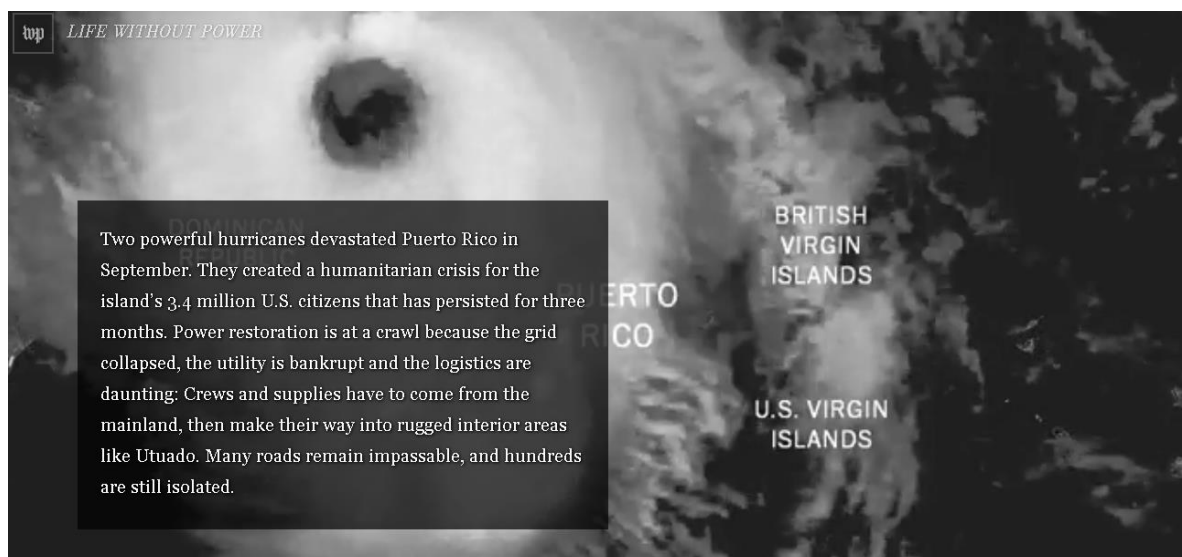 wp LIFE WITHOUT POWER
DOMINICAN
REPUBLIC
Two powerful hurricanes devastated Puerto Rico in
September. They created a humanitarian crisis for the
island’s 3.4 million U.S. citizens that has persisted for three
months. Power restoration is at a crawl because the grid
collapsed, the utility is bankrupt and the logistics are
daunting: Crews and supplies have to come from the
mainland, then make their way into rugged interior areas
like Utuado. Many roads remain impassable, and hundreds
are still isolated.
PUERTO
RICO
BRITISH
VIRGIN
ISLANDS
U.S. VIRGIN
ISLANDS